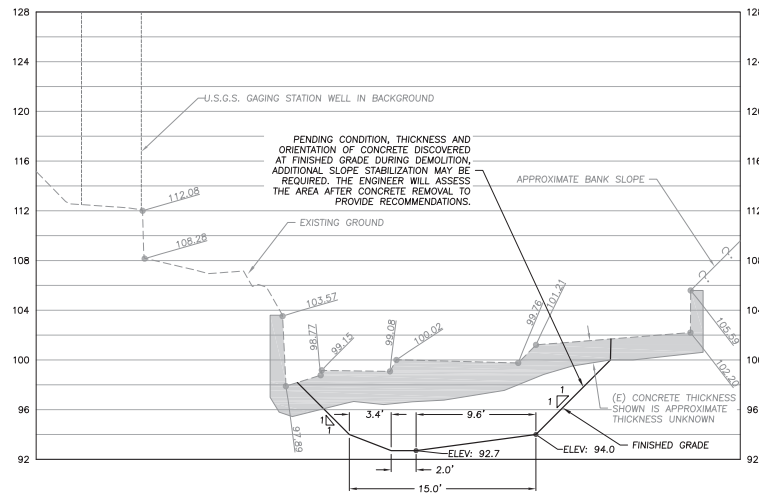 128
124
120
116
112
108
104
100
96
92
128
124
120
116
112
108
104
100
96
92
U.S.G.S. GAGING STATION WELL IN BACKGROUND
PENDING CONDITION, THICKNESS AND
ORIENTATION OF CONCRETE DISCOVERED
AT FINISHED GRADE DURING DEMOLITION,
ADDITIONAL SLOPE STABILIZATION MAY BE
REQUIRED. THE ENGINEER WILL ASSESS
THE AREA AFTER CONCRETE REMOVAL TO
PROVIDE RECOMMENDATIONS.
APPROXIMATE BANK SLOPE
112.08
EXISTING GROUND
108.28
103.57
98.77
99.15
99.08
100.02
99.76
101.21
?
?
105.59
102.20
97.89
1
1
3.4'
9.6'
1
1
(E) CONCRETE THICKNESS
SHOWN IS APPROXIMATE
THICKNESS UNKNOWN
FINISHED GRADE
ELEV: 92.7
ELEV: 94.0
2.0'
15.0'